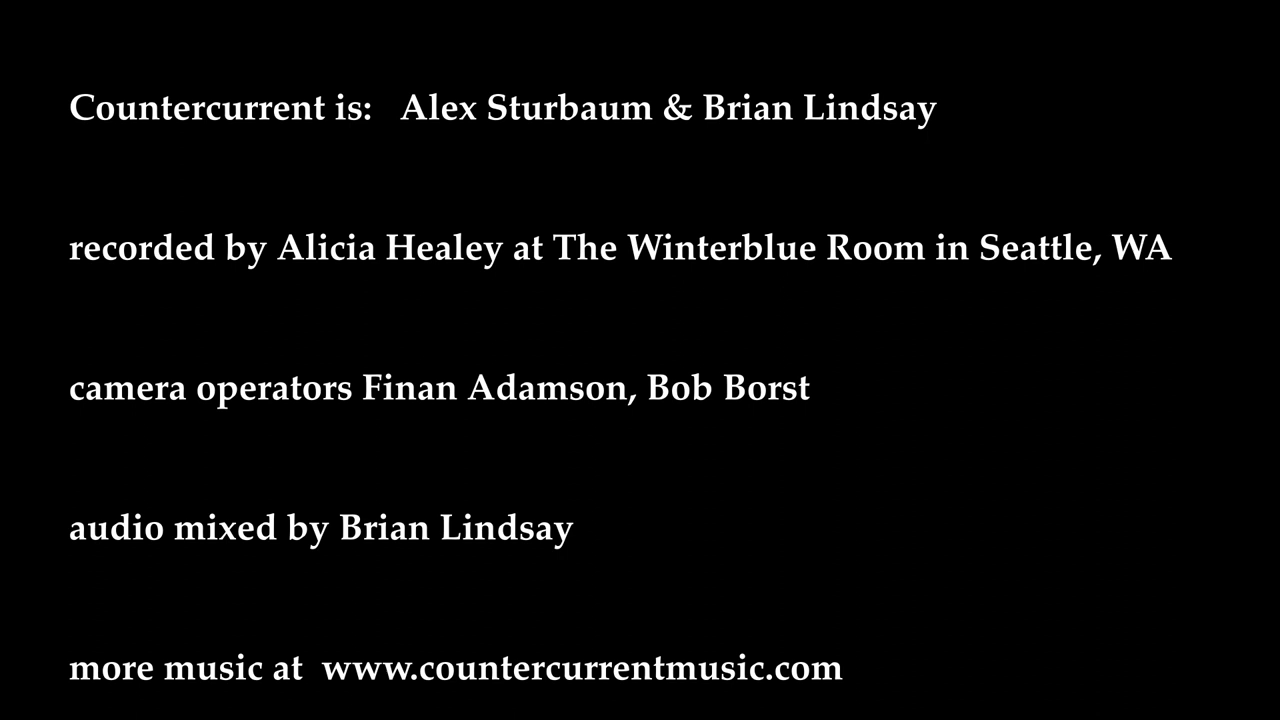 Countercurrent is: Alex Sturbaum & Brian Lindsay
recorded by Alicia Healey at The Winterblue Room in Seattle, WA
camera operators Finan Adamson, Bob Borst
audio mixed by Brian Lindsay
more music at www.countercurrentmusic.com